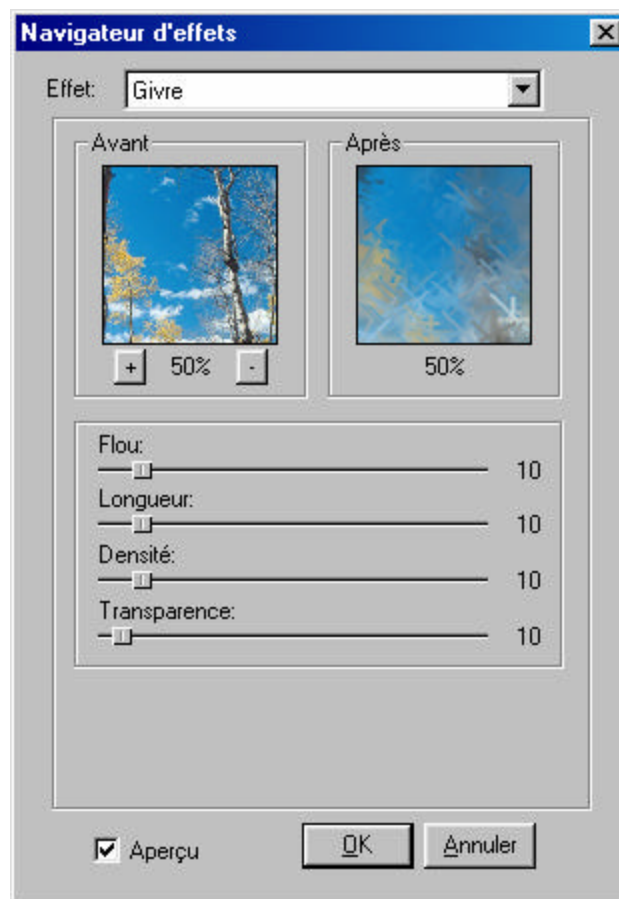 Navigateur d'effets
Effet: Givre
Avant Après
+ 50% - 50%
Flou:
10
Longueur:
10
Densité:
10
Transparence:
10
Aperçu OK Annuler